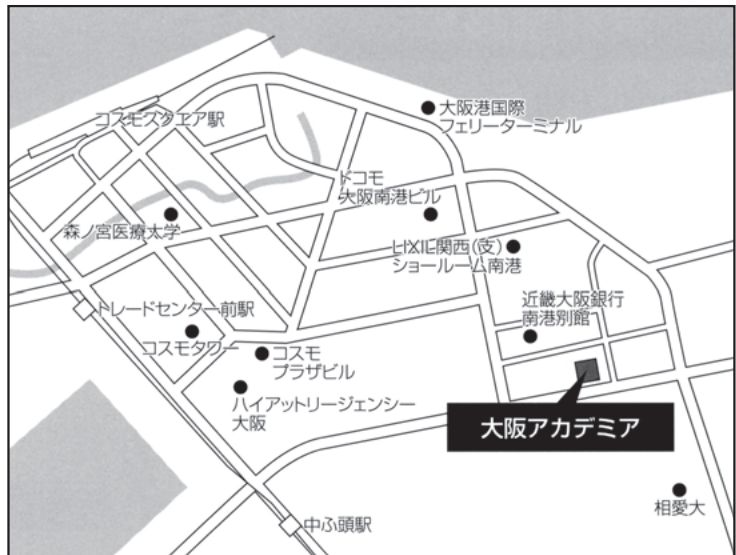 大阪港国際
フェリーターミナル
コスモスクエア駅
ドコモ
大阪南港ビル
森ノ宮医療大学
LIXIL関西(支)
ショールーム南港
近畿大阪銀行
南港別館
トレードセンター前駅
コスモタワー
コスモ
プラザビル
ハイアットリージェンシー
大阪
大阪アカデミア
相愛大
中ふ頭駅